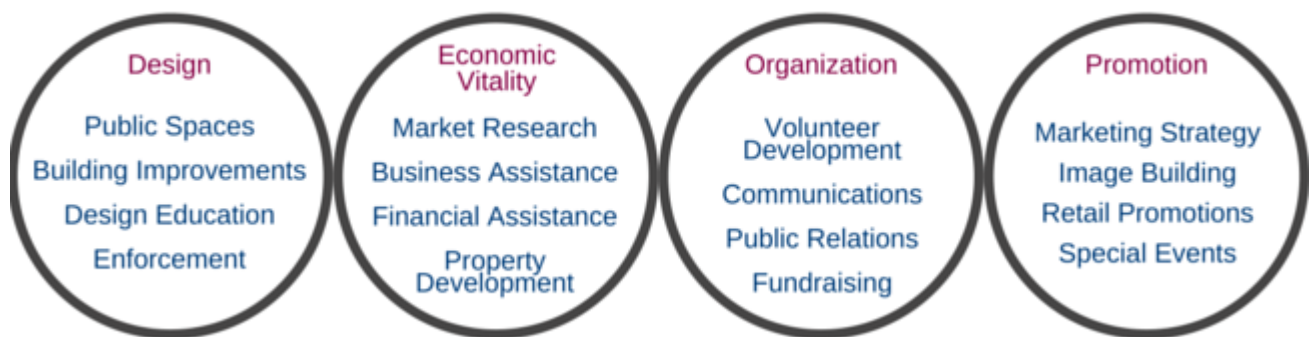 Design
Public Spaces
Building Improvements
Design Education
Enforcement
Economic
Vitality
Market Research
Business Assistance
Financial Assistance
Property
Development
Organization
Volunteer
Development
Communications
Public Relations
Fundraising
Promotion
Marketing Strategy
Image Building
Retail Promotions
Special Events